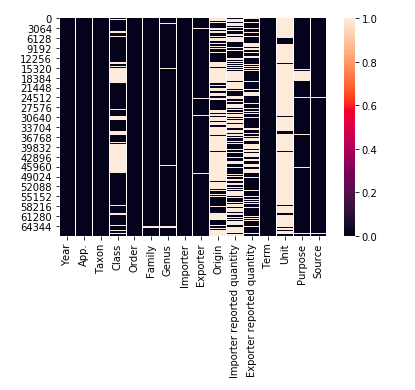 0
3064
6128
9192
12256
15320
18384
21448
24512
27576
30640
33704
36768
39832
42896
45960
49024
52088
55152
58216
61280
64344
Year
App.
Taxon
Class
Order
Family
Genus
Importer
Exporter
Origin
Importer reported quantity
Exporter reported quantity
Term
Unit
Purpose
Source
1.0
0.8
0.6
0.4
0.2
0.0